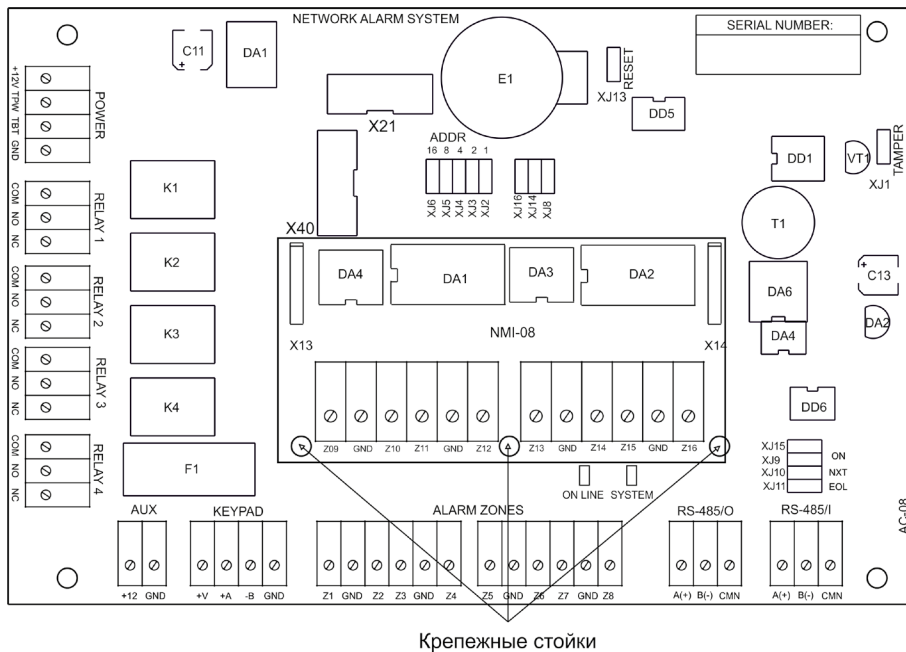 NETWORK ALARM SYSTEM
SERIAL NUMBER:
C11
+
DA1
E1
RESET
XJ13
DD5
X21
ADDR
16 8 4 2 1
XJ6 XJ5 XJ4 XJ3 XJ2
XJ16 XJ14 XJ8
DD1
VT1
XJ1
TAMPER
+12V TPW TBT GND
POWER
K1
COM NO NC
RELAY 1
X40
T1
K2
COM NO NC
RELAY 2
DA4
DA1
DA3
DA2
DA6
+
C13
NMI-08
K3
X13
X14
DA4
DA2
COM NO NC
RELAY 3
K4
DD6
Z09 GND Z10 Z11 GND Z12
Z13 GND Z14 Z15 GND Z16
COM NO NC
RELAY 4
F1
XJ15
XJ9 ON
XJ10 NXT
XJ11 EOL
ON LINE SYSTEM
AC-08
AUX
KEYPAD
ALARM ZONES
RS-485/O
RS-485/I
+12 GND
+V +A -B GND
Z1 GND Z2 Z3 GND Z4
Z5 GND Z6 Z7 GND Z8
A(+) B(-) CMN
A(+) B(-) CMN
Крепежные стойки